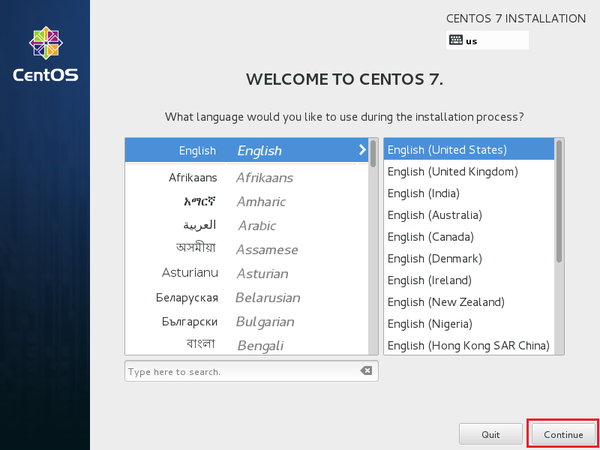 CENTOS 7 INSTALLATION
us
CentOS
WELCOME TO CENTOS 7.
What language would you like to use during the installation process?
English English
Afrikaans Afrikaans
አማርኛ Amharic
العربية Arabic
অসমীয়া Assamese
Asturianu Asturian
Беларуская Belarusian
Български Bulgarian
বাংলা Bengali
English (United States)
English (United Kingdom)
English (India)
English (Australia)
English (Canada)
English (Denmark)
English (Ireland)
English (New Zealand)
English (Nigeria)
English (Hong Kong SAR China)
Type here to search.
Quit
Continue